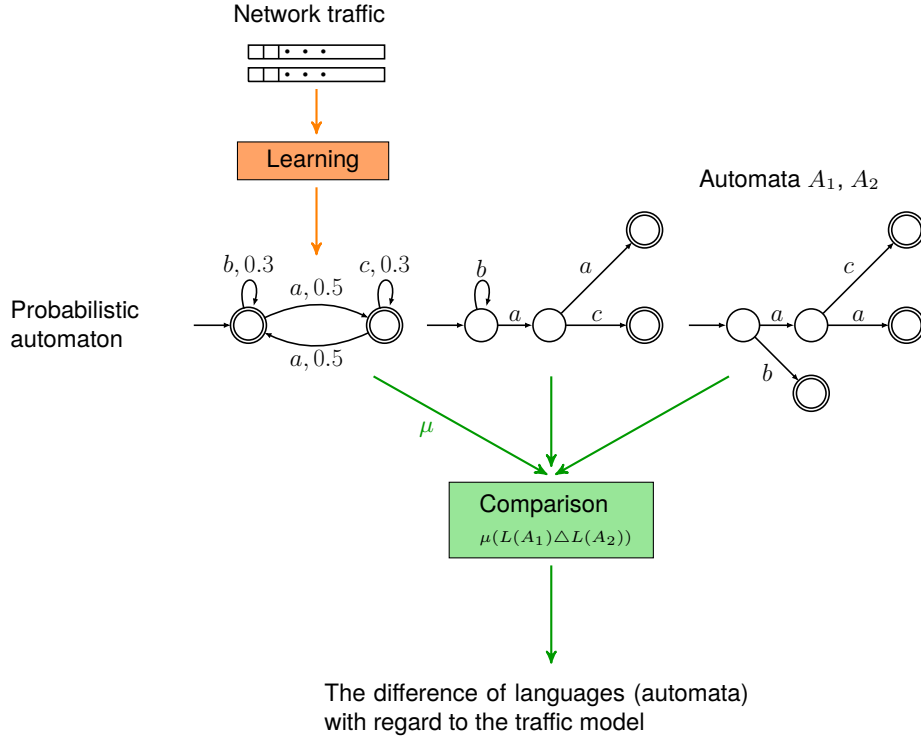 Network traffic
Learning
Automata A₁, A₂
b, 0.3
a, 0.5
c, 0.3
a, 0.5
b
a
a
c
a
c
a
b
Probabilistic
automaton
μ
Comparison
μ(L(A₁)△L(A₂))
The difference of languages (automata)
with regard to the traffic model